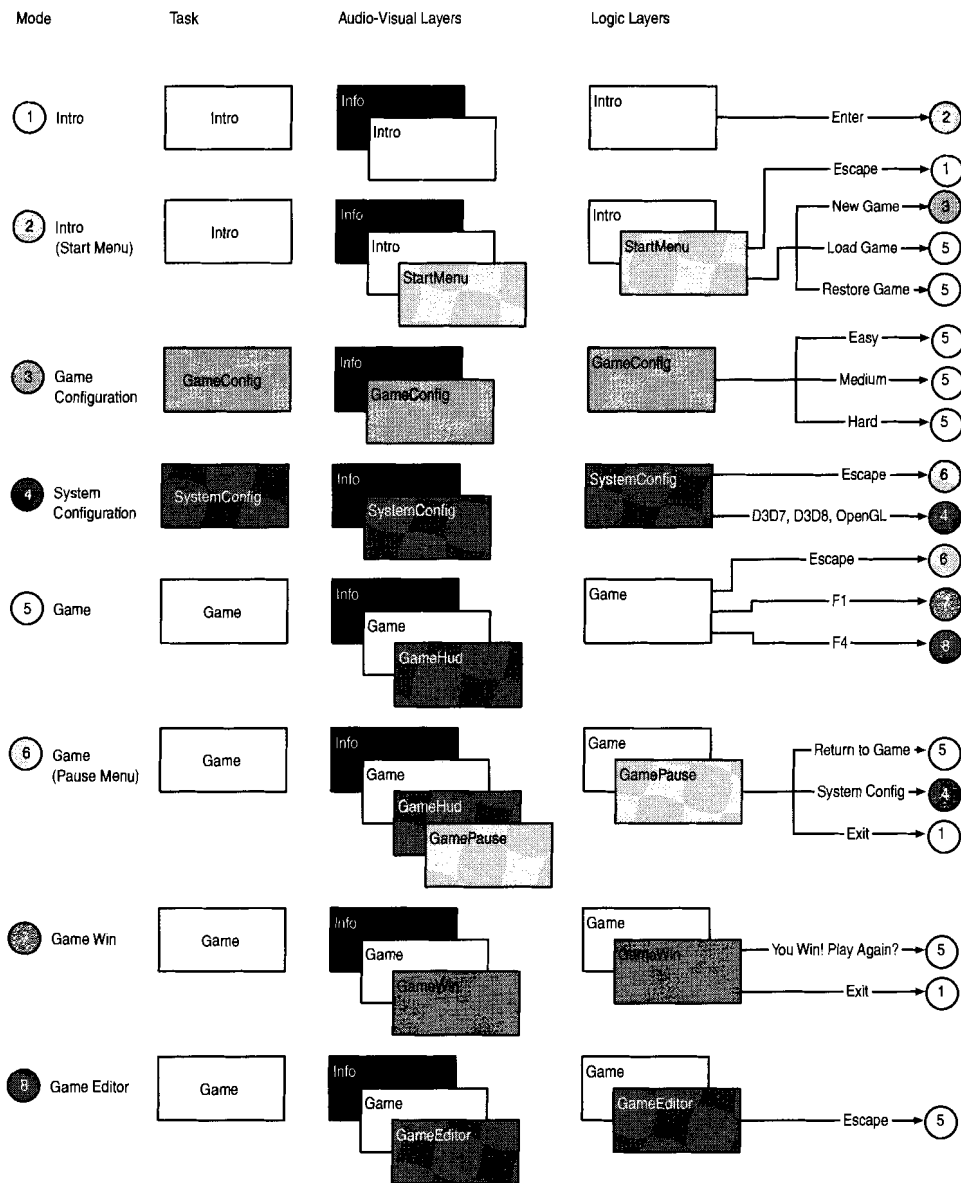 Mode Task Audio-Visual Layers Logic Layers
1 Intro Intro Info Intro Intro Enter 2
2 Intro (Start Menu) Intro Info Intro StartMenu Intro StartMenu Escape 1
New Game 3
Load Game 5
Restore Game 5
3 Game Configuration GameConfig Info GameConfig GameConfig Easy 5
Medium 5
Hard 5
4 System Configuration SystemConfig Info SystemConfig SystemConfig Escape 6
D3D7, D3D8, OpenGL 4
5 Game Game Info Game GameHud Game Escape 6
F1 7
F4 8
6 Game (Pause Menu) Game Info Game GameHud GamePause Game GamePause Return to Game 5
System Config 4
Exit 1
7 Game Win Game Info Game GameWin Game GameWin You Win! Play Again? 5
Exit 1
8 Game Editor Game Info Game GameEditor Game GameEditor Escape 5